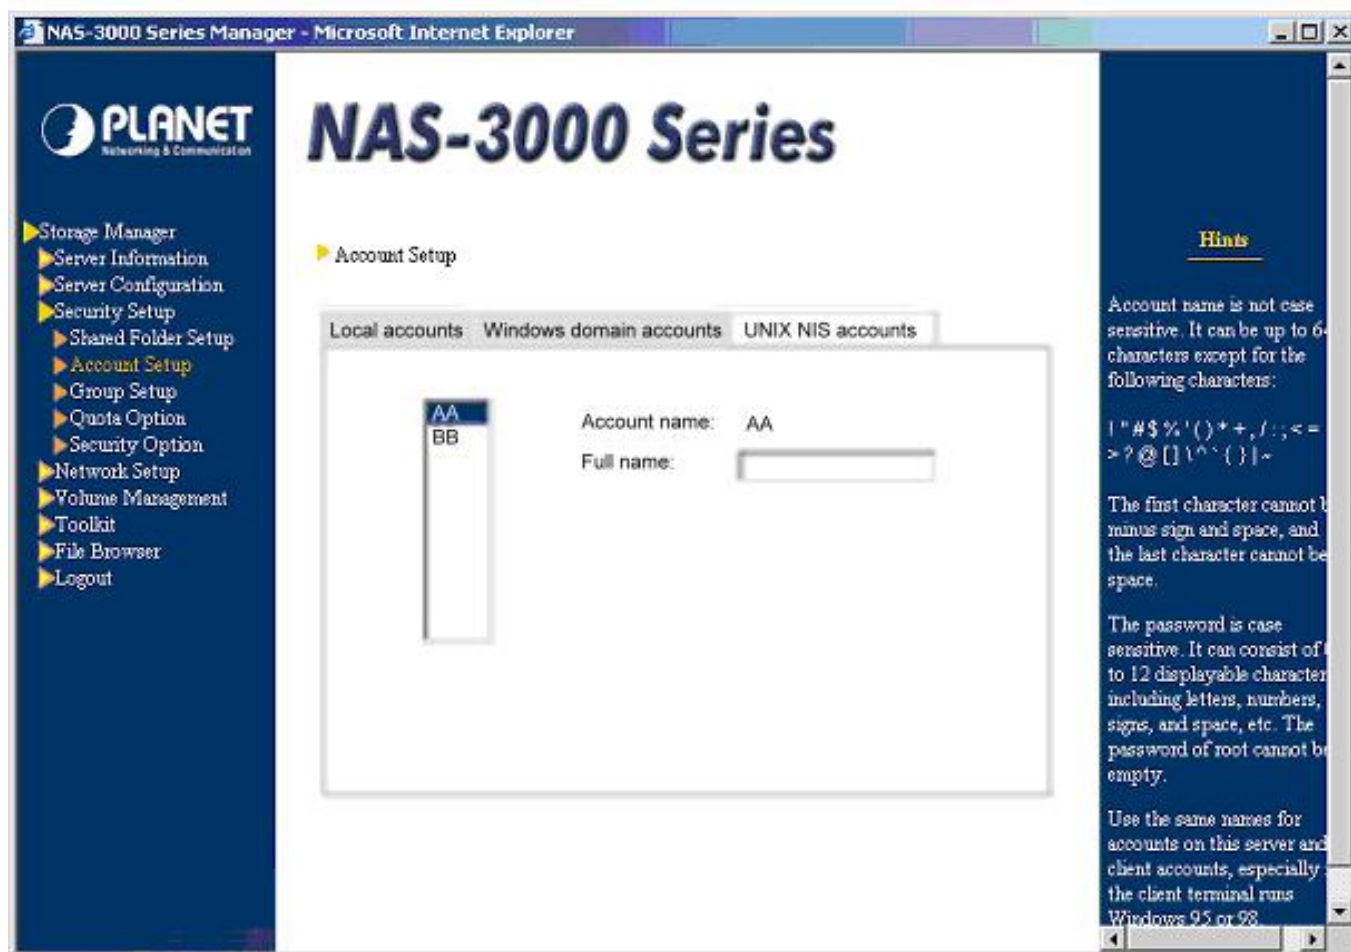 NAS-3000 Series Manager - Microsoft Internet Explorer
PLANET
Networking & Communication
NAS-3000 Series
Storage Manager
Server Information
Server Configuration
Security Setup
Shared Folder Setup
Account Setup
Group Setup
Quota Option
Security Option
Network Setup
Volume Management
Toolkit
File Browser
Logout
Account Setup
Local accounts
Windows domain accounts
UNIX NIS accounts
AA
BB
Account name: AA
Full name:
Hints
Account name is not case
sensitive. It can be up to
characters except for the
following characters:
! " # $ % ' ( ) * + , / : ; < =
> ? @ [ ] \ ^ ` { } | ~
The first character cannot
minus sign and space, and
the last character cannot be
space.
The password is case
sensitive. It can consist of
to 12 displayable character
including letters, numbers,
signs, and space, etc. The
password of root cannot
empty.
Use the same names for
accounts on this server and
client accounts, especially
the client terminal runs
Windows 95 or 98.